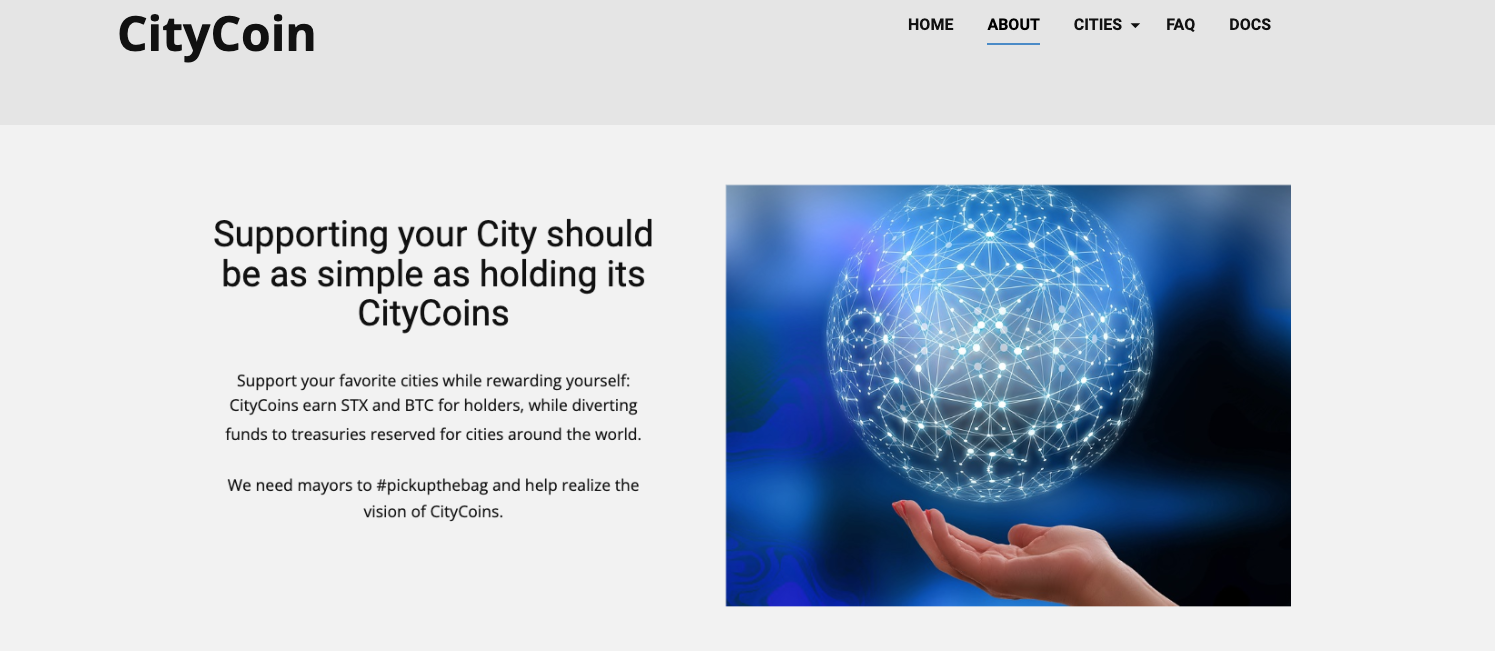 CityCoin
HOME ABOUT CITIES FAQ DOCS
Supporting your City should
be as simple as holding its
CityCoins
Support your favorite cities while rewarding yourself:
CityCoins earn STX and BTC for holders, while diverting
funds to treasuries reserved for cities around the world.
We need mayors to #pickupthebag and help realize the
vision of CityCoins.